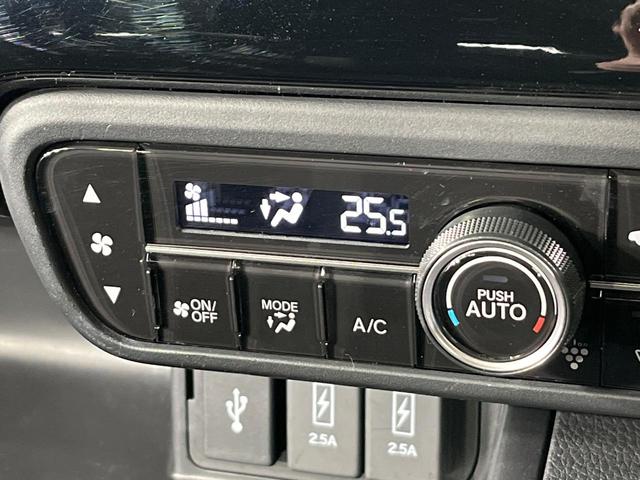 25.5
ON/
OFF
MODE
A/C
PUSH
AUTO
2.5A
2.5A